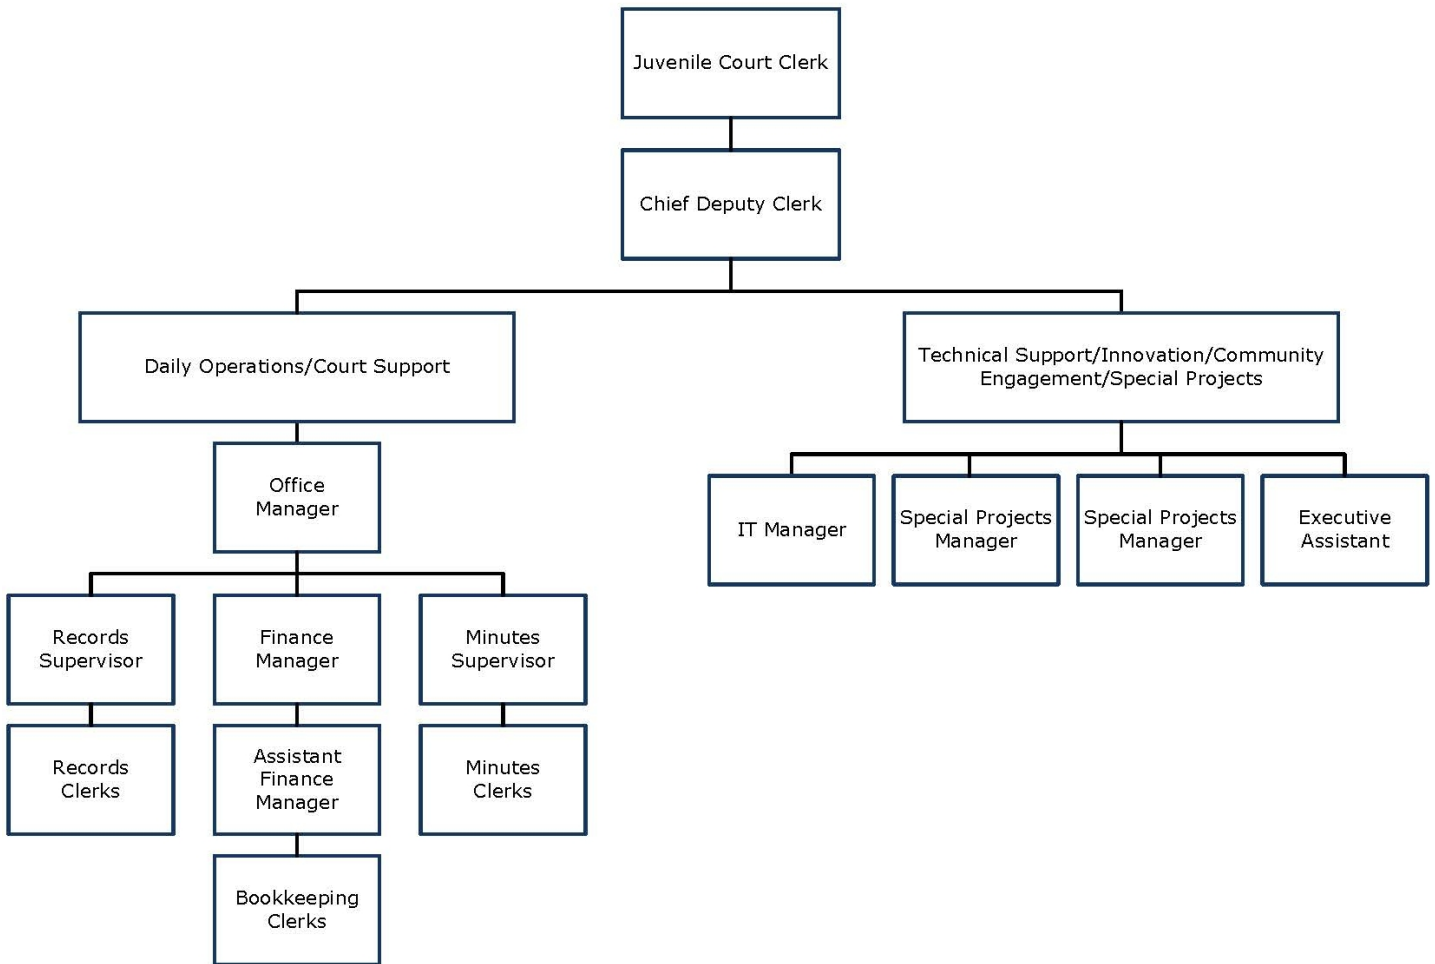 Juvenile Court Clerk
Chief Deputy Clerk
Daily Operations/Court Support
Technical Support/Innovation/Community
Engagement/Special Projects
Office
Manager
IT Manager
Special Projects
Manager
Special Projects
Manager
Executive
Assistant
Records
Supervisor
Finance
Manager
Minutes
Supervisor
Records
Clerks
Assistant
Finance
Manager
Minutes
Clerks
Bookkeeping
Clerks